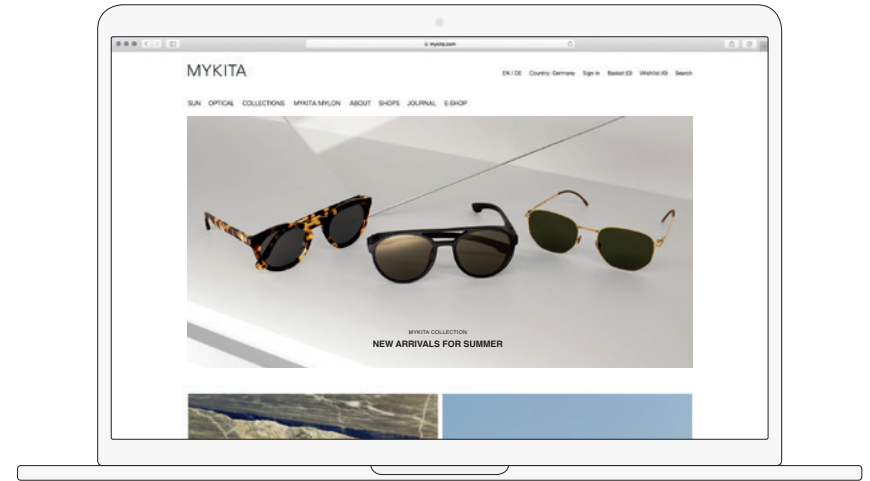 mykita.com
MYKITA
EN / DE Country: Germany Sign in Basket (0) Wishlist (0) Search
SUN OPTICAL COLLECTIONS MYKITA MYLON ABOUT SHOPS JOURNAL E-SHOP
MYKITA COLLECTION
NEW ARRIVALS FOR SUMMER